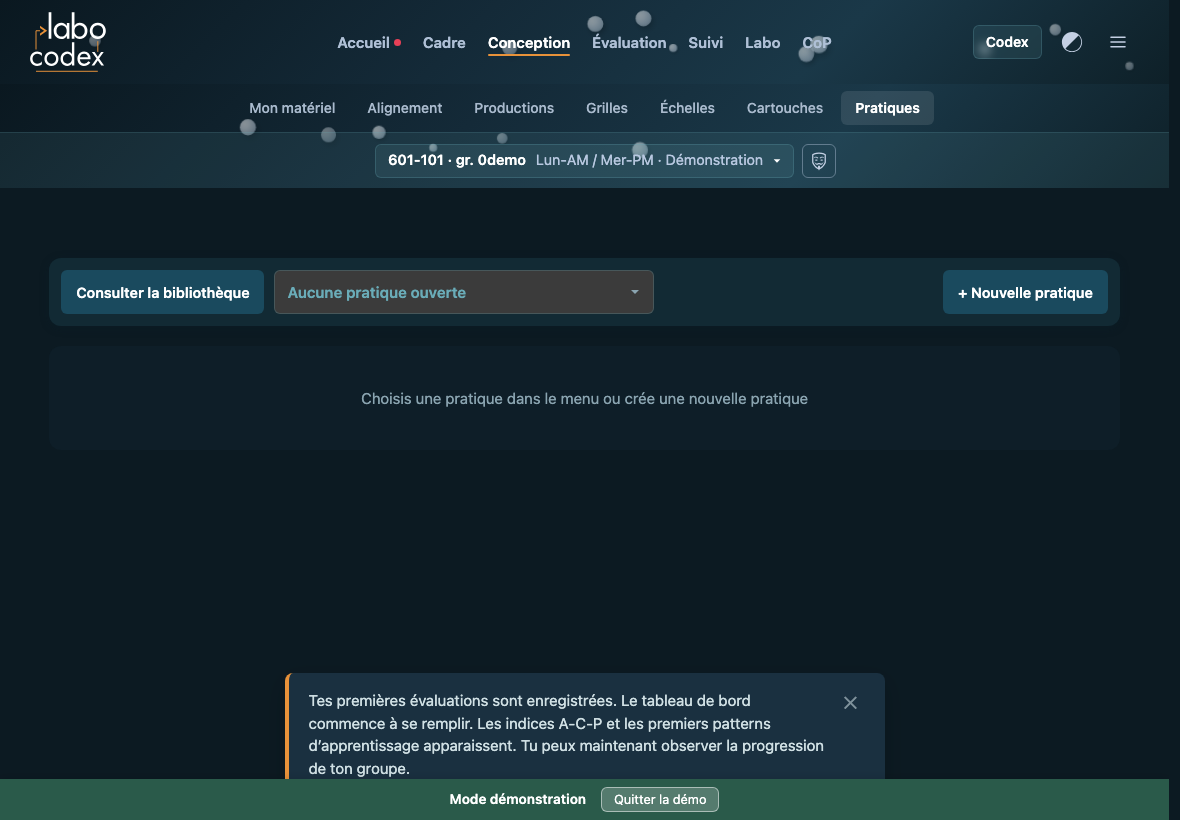 labo
codex
Accueil
Cadre
Conception
Évaluation
Suivi
Labo
CoP
Codex
Mon matériel
Alignement
Productions
Grilles
Échelles
Cartouches
Pratiques
601-101 · gr. 0demo Lun-AM / Mer-PM · Démonstration
Consulter la bibliothèque
Aucune pratique ouverte
+ Nouvelle pratique
Choisis une pratique dans le menu ou crée une nouvelle pratique
Tes premières évaluations sont enregistrées. Le tableau de bord
commence à se remplir. Les indices A-C-P et les premiers patterns
d’apprentissage apparaissent. Tu peux maintenant observer la progression
de ton groupe.
Mode démonstration
Quitter la démo